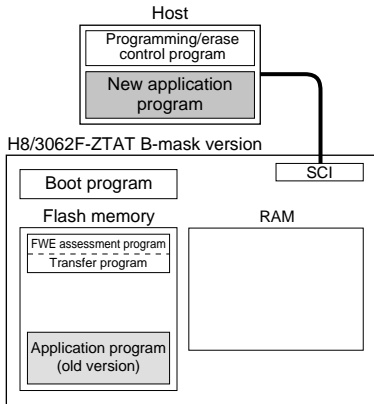 Host
Programming/erase
control program
New application
program
H8/3062F-ZTAT B-mask version
SCI
Boot program
Flash memory
RAM
FWE assessment program
Transfer program
Application program
(old version)